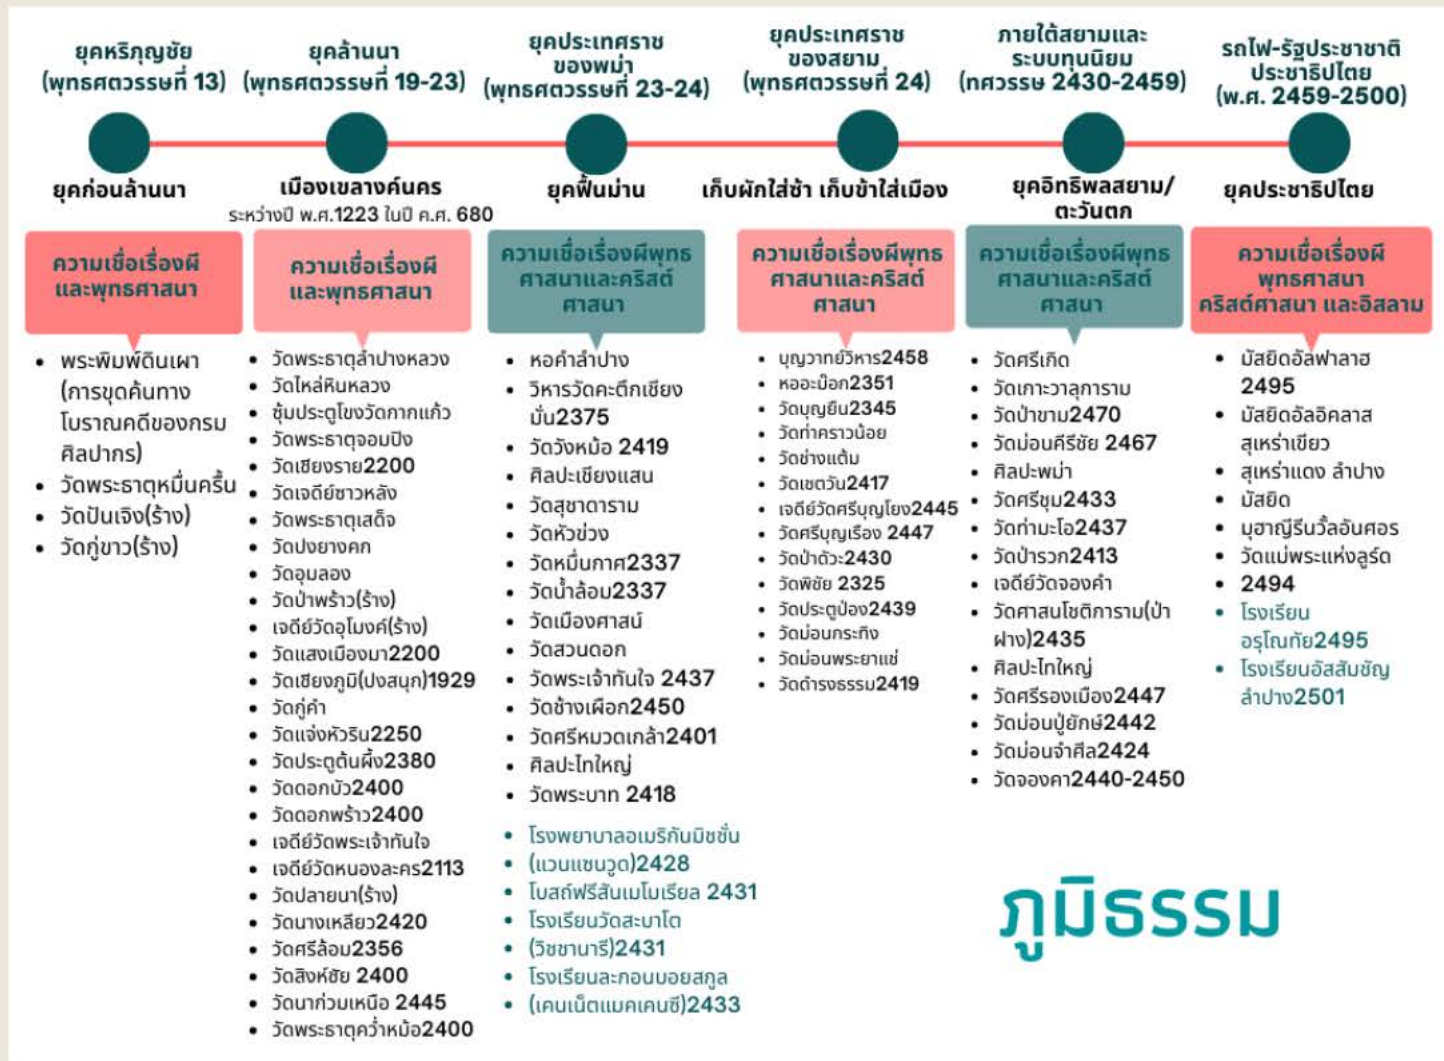 ยุคหริภุญชัย
(พุทธศตวรรษที่ 13)
ยุคล้านนา
(พุทธศตวรรษที่ 19-23)
ยุคประเทศราช
ของพม่า
(พุทธศตวรรษที่ 23-24)
ยุคประเทศราช
ของสยาม
(พุทธศตวรรษที่ 24)
ภายใต้สยามและ
ระบบทุนนิยม
(ทศวรรษ 2430-2459)
รถไฟ-รัฐประชาชาติ
ประชาธิปไตย
(พ.ศ. 2459-2500)
ยุคก่อนล้านนา
เมืองเขลางค์นคร
ระหว่างปี พ.ศ.1223 ในปี ค.ศ. 680
ยุคฟื้นม่าน
เก็บผักใส่ซ้า เก็บข้าใส่เมือง
ยุคอิทธิพลสยาม/
ตะวันตก
ยุคประชาธิปไตย
ความเชื่อเรื่องผี
และพุทธศาสนา
• พระพิมพ์ดินเผา
(การขุดค้นทาง
โบราณคดีของกรม
ศิลปากร)
• วัดพระธาตุหมื่นครื้น
• วัดปันเจิง(ร้าง)
• วัดกู่ขาว(ร้าง)
ความเชื่อเรื่องผี
และพุทธศาสนา
• วัดพระธาตุลำปางหลวง
• วัดไหล่หินหลวง
• ซุ้มประตูโขงวัดกากแก้ว
• วัดพระธาตุจอมปิง
• วัดเชียงราย2200
• วัดเจดีย์ซาวหลัง
• วัดพระธาตุเสด็จ
• วัดปงยางคก
• วัดอุมลอง
• วัดป่าพร้าว(ร้าง)
• เจดีย์วัดอุโมงค์(ร้าง)
• วัดแสงเมืองมา2200
• วัดเชียงภูมิ(ปงสนุก)1929
• วัดกู่คำ
• วัดแจ่งหัวริน2250
• วัดประตูต้นผึ้ง2380
• วัดดอกบัว2400
• วัดดอกพร้าว2400
• เจดีย์วัดพระเจ้าทันใจ
• เจดีย์วัดหนองละคร2113
• วัดปลายนา(ร้าง)
• วัดนางเหลียว2420
• วัดศรีล้อม2356
• วัดสิงห์ชัย 2400
• วัดนาก่วมเหนือ 2445
• วัดพระธาตุคว่ำหม้อ2400
ความเชื่อเรื่องผีพุทธ
ศาสนาและคริสต์
ศาสนา
• หอคำลำปาง
• วิหารวัดคะตึกเชียง
มั่น2375
• วัดวังหม้อ 2419
• ศิลปะเชียงแสน
• วัดสุชาดาราม
• วัดหัวข่วง
• วัดหมื่นกาศ2337
• วัดน้ำล้อม2337
• วัดเมืองศาสน์
• วัดสวนดอก
• วัดพระเจ้าทันใจ 2437
• วัดช้างเผือก2450
• วัดศรีหมวดเกล้า2401
• ศิลปะไทใหญ่
• วัดพระบาท 2418
• โรงพยาบาลอเมริกันมิชชั่น
• (แวนแซนวูด)2428
• โบสถ์ฟรีสันเมโมเรียล 2431
• โรงเรียนวัดสะบาโต
• (วิชชานารี)2431
• โรงเรียนละกอนบอยสกูล
• (เคนเน็ตแมคเคนซี)2433
ความเชื่อเรื่องผีพุทธ
ศาสนาและคริสต์
ศาสนา
• บุญวาทย์วิหาร2458
• หออะม๊อก2351
• วัดบุญยืน2345
• วัดท่าคราวน้อย
• วัดช่างแต้ม
• วัดเชตวัน2417
• เจดีย์วัดศรีบุญโยง2445
• วัดศรีบุญเรือง 2447
• วัดป่าดัวะ2430
• วัดพิชัย 2325
• วัดประตูป่อง2439
• วัดม่อนกระทิง
• วัดม่อนพระยาแช่
• วัดดำรงธรรม2419
ความเชื่อเรื่องผีพุทธ
ศาสนาและคริสต์
ศาสนา
• วัดศรีเกิด
• วัดเกาะวาลุการาม
• วัดป่าขาม2470
• วัดม่อนคีรีชัย 2467
• ศิลปะพม่า
• วัดศรีชุม2433
• วัดท่ามะโอ2437
• วัดป่ารวก2413
• เจดีย์วัดจองคำ
• วัดศาสนโชติการาม(ป่า
ฝาง)2435
• ศิลปะไทใหญ่
• วัดศรีรองเมือง2447
• วัดม่อนปู่ยักษ์2442
• วัดม่อนจำศีล2424
• วัดจองคา2440-2450
ความเชื่อเรื่องผี
พุทธศาสนา
คริสต์ศาสนา และอิสลาม
• มัสยิดอัลฟาลาฮ
2495
• มัสยิดอัลอิคลาส
สุเหร่าเขียว
• สุเหร่าแดง ลำปาง
• มัสยิด
• มุฮาญีรีนวั้ลอันศอร
• วัดแม่พระแห่งลูร์ด
• 2494
• โรงเรียน
อรุโณทัย2495
• โรงเรียนอัสสัมชัญ
ลำปาง2501
ภูมิธรรม